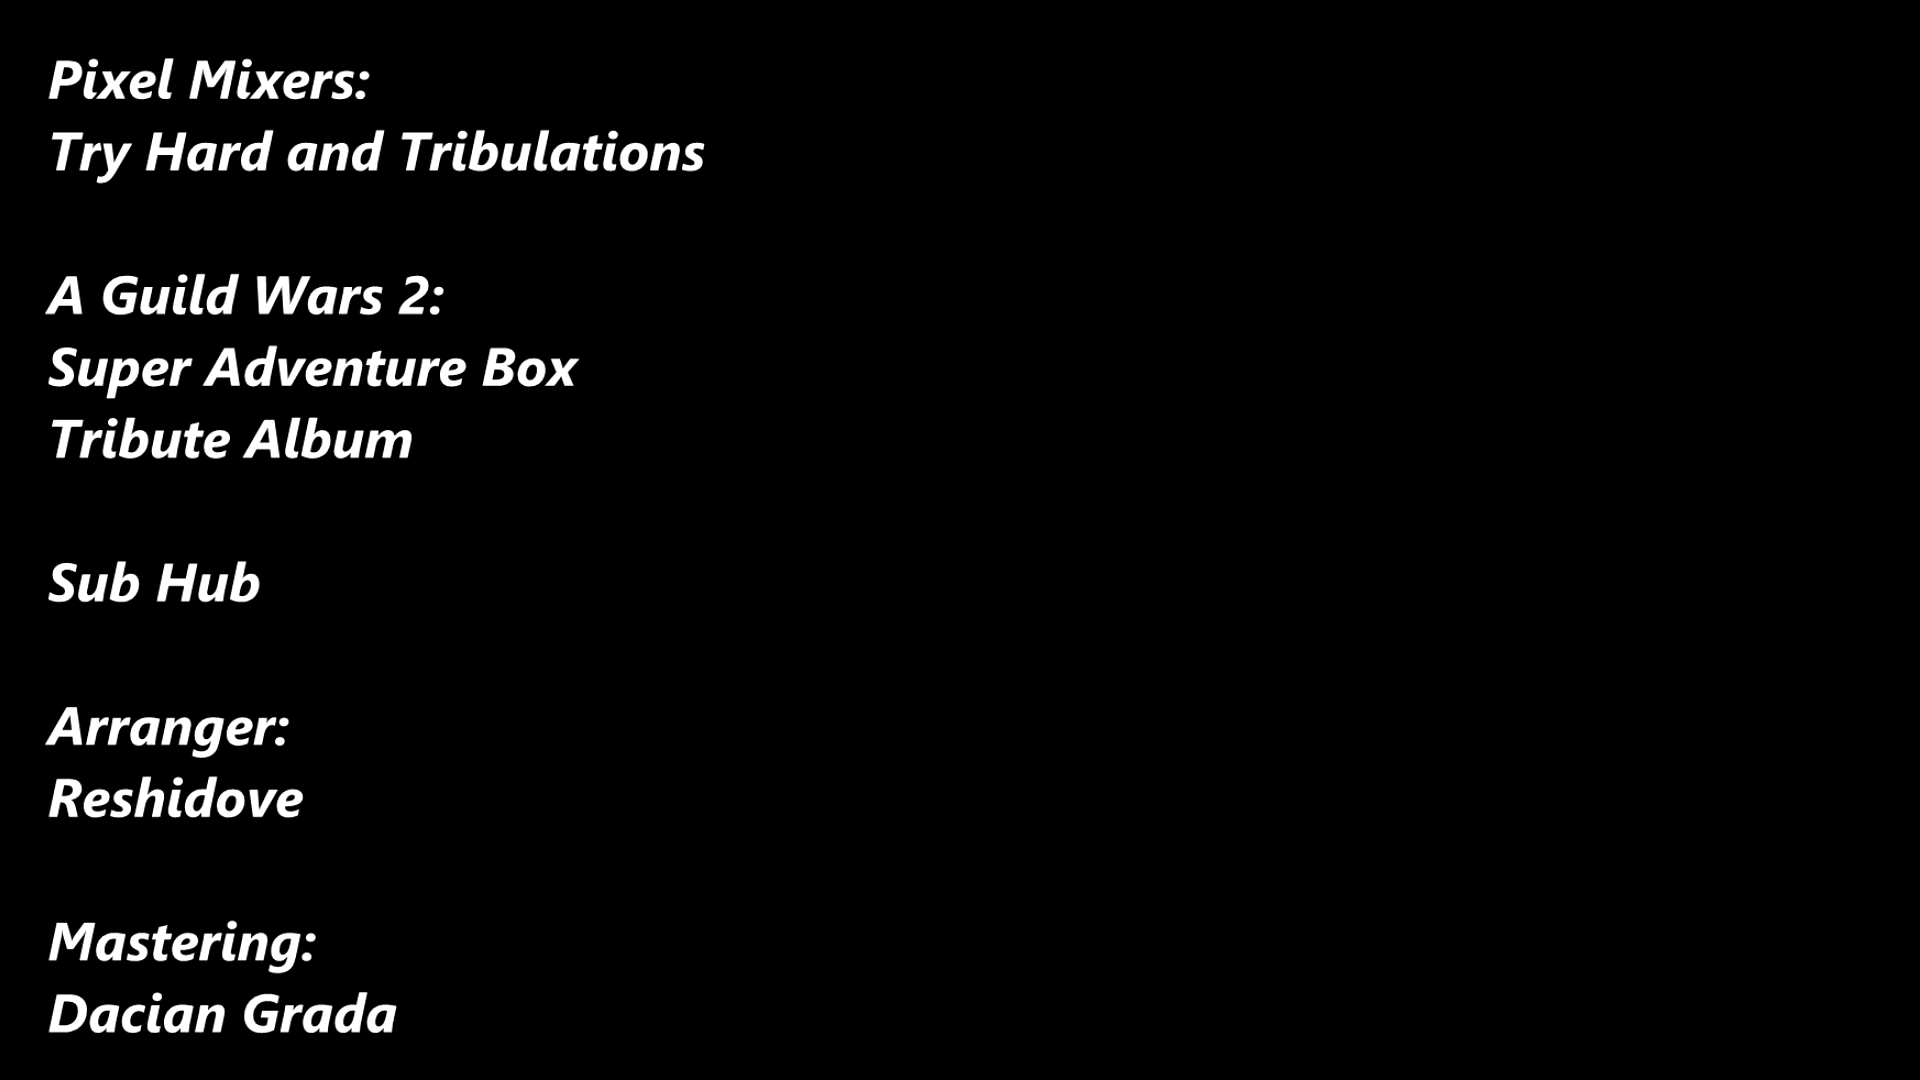 Pixel Mixers:
Try Hard and Tribulations
A Guild Wars 2:
Super Adventure Box
Tribute Album
Sub Hub
Arranger:
Reshidove
Mastering:
Dacian Grada